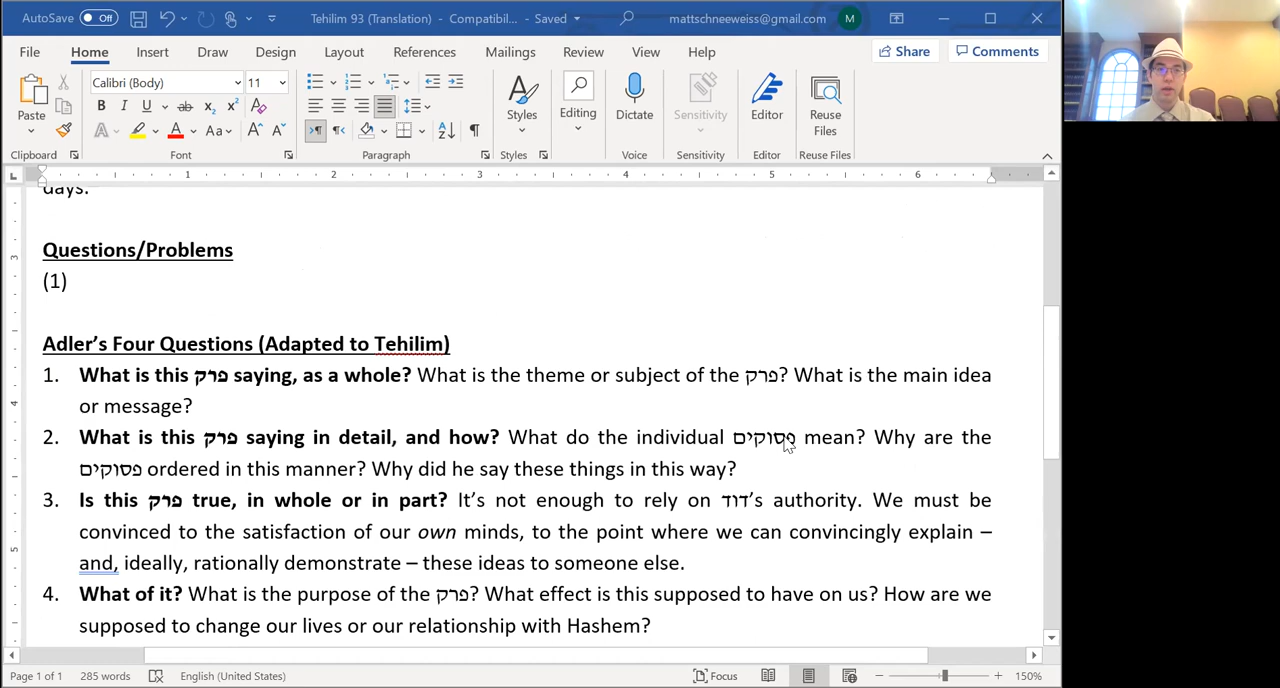 AutoSave Off Tehilim 93 (Translation) - Compatibil... - Saved mattschneeweiss@gmail.com M
File Home Insert Draw Design Layout References Mailings Review View Help Share Comments
Calibri (Body) 11
Paste Styles Editing Dictate Sensitivity Editor Reuse Files
Clipboard Font Paragraph Styles Voice Sensitivity Editor Reuse Files
1 2 3 4 5 6
days.
Questions/Problems
(1)
Adler’s Four Questions (Adapted to Tehilim)
1. What is this פרק saying, as a whole? What is the theme or subject of the פרק? What is the main idea
or message?
2. What is this פרק saying in detail, and how? What do the individual פסוקים mean? Why are the
פסוקים ordered in this manner? Why did he say these things in this way?
3. Is this פרק true, in whole or in part? It’s not enough to rely on דוד’s authority. We must be
convinced to the satisfaction of our own minds, to the point where we can convincingly explain –
and, ideally, rationally demonstrate – these ideas to someone else.
4. What of it? What is the purpose of the פרק? What effect is this supposed to have on us? How are we
supposed to change our lives or our relationship with Hashem?
Page 1 of 1 285 words English (United States) Focus 150%